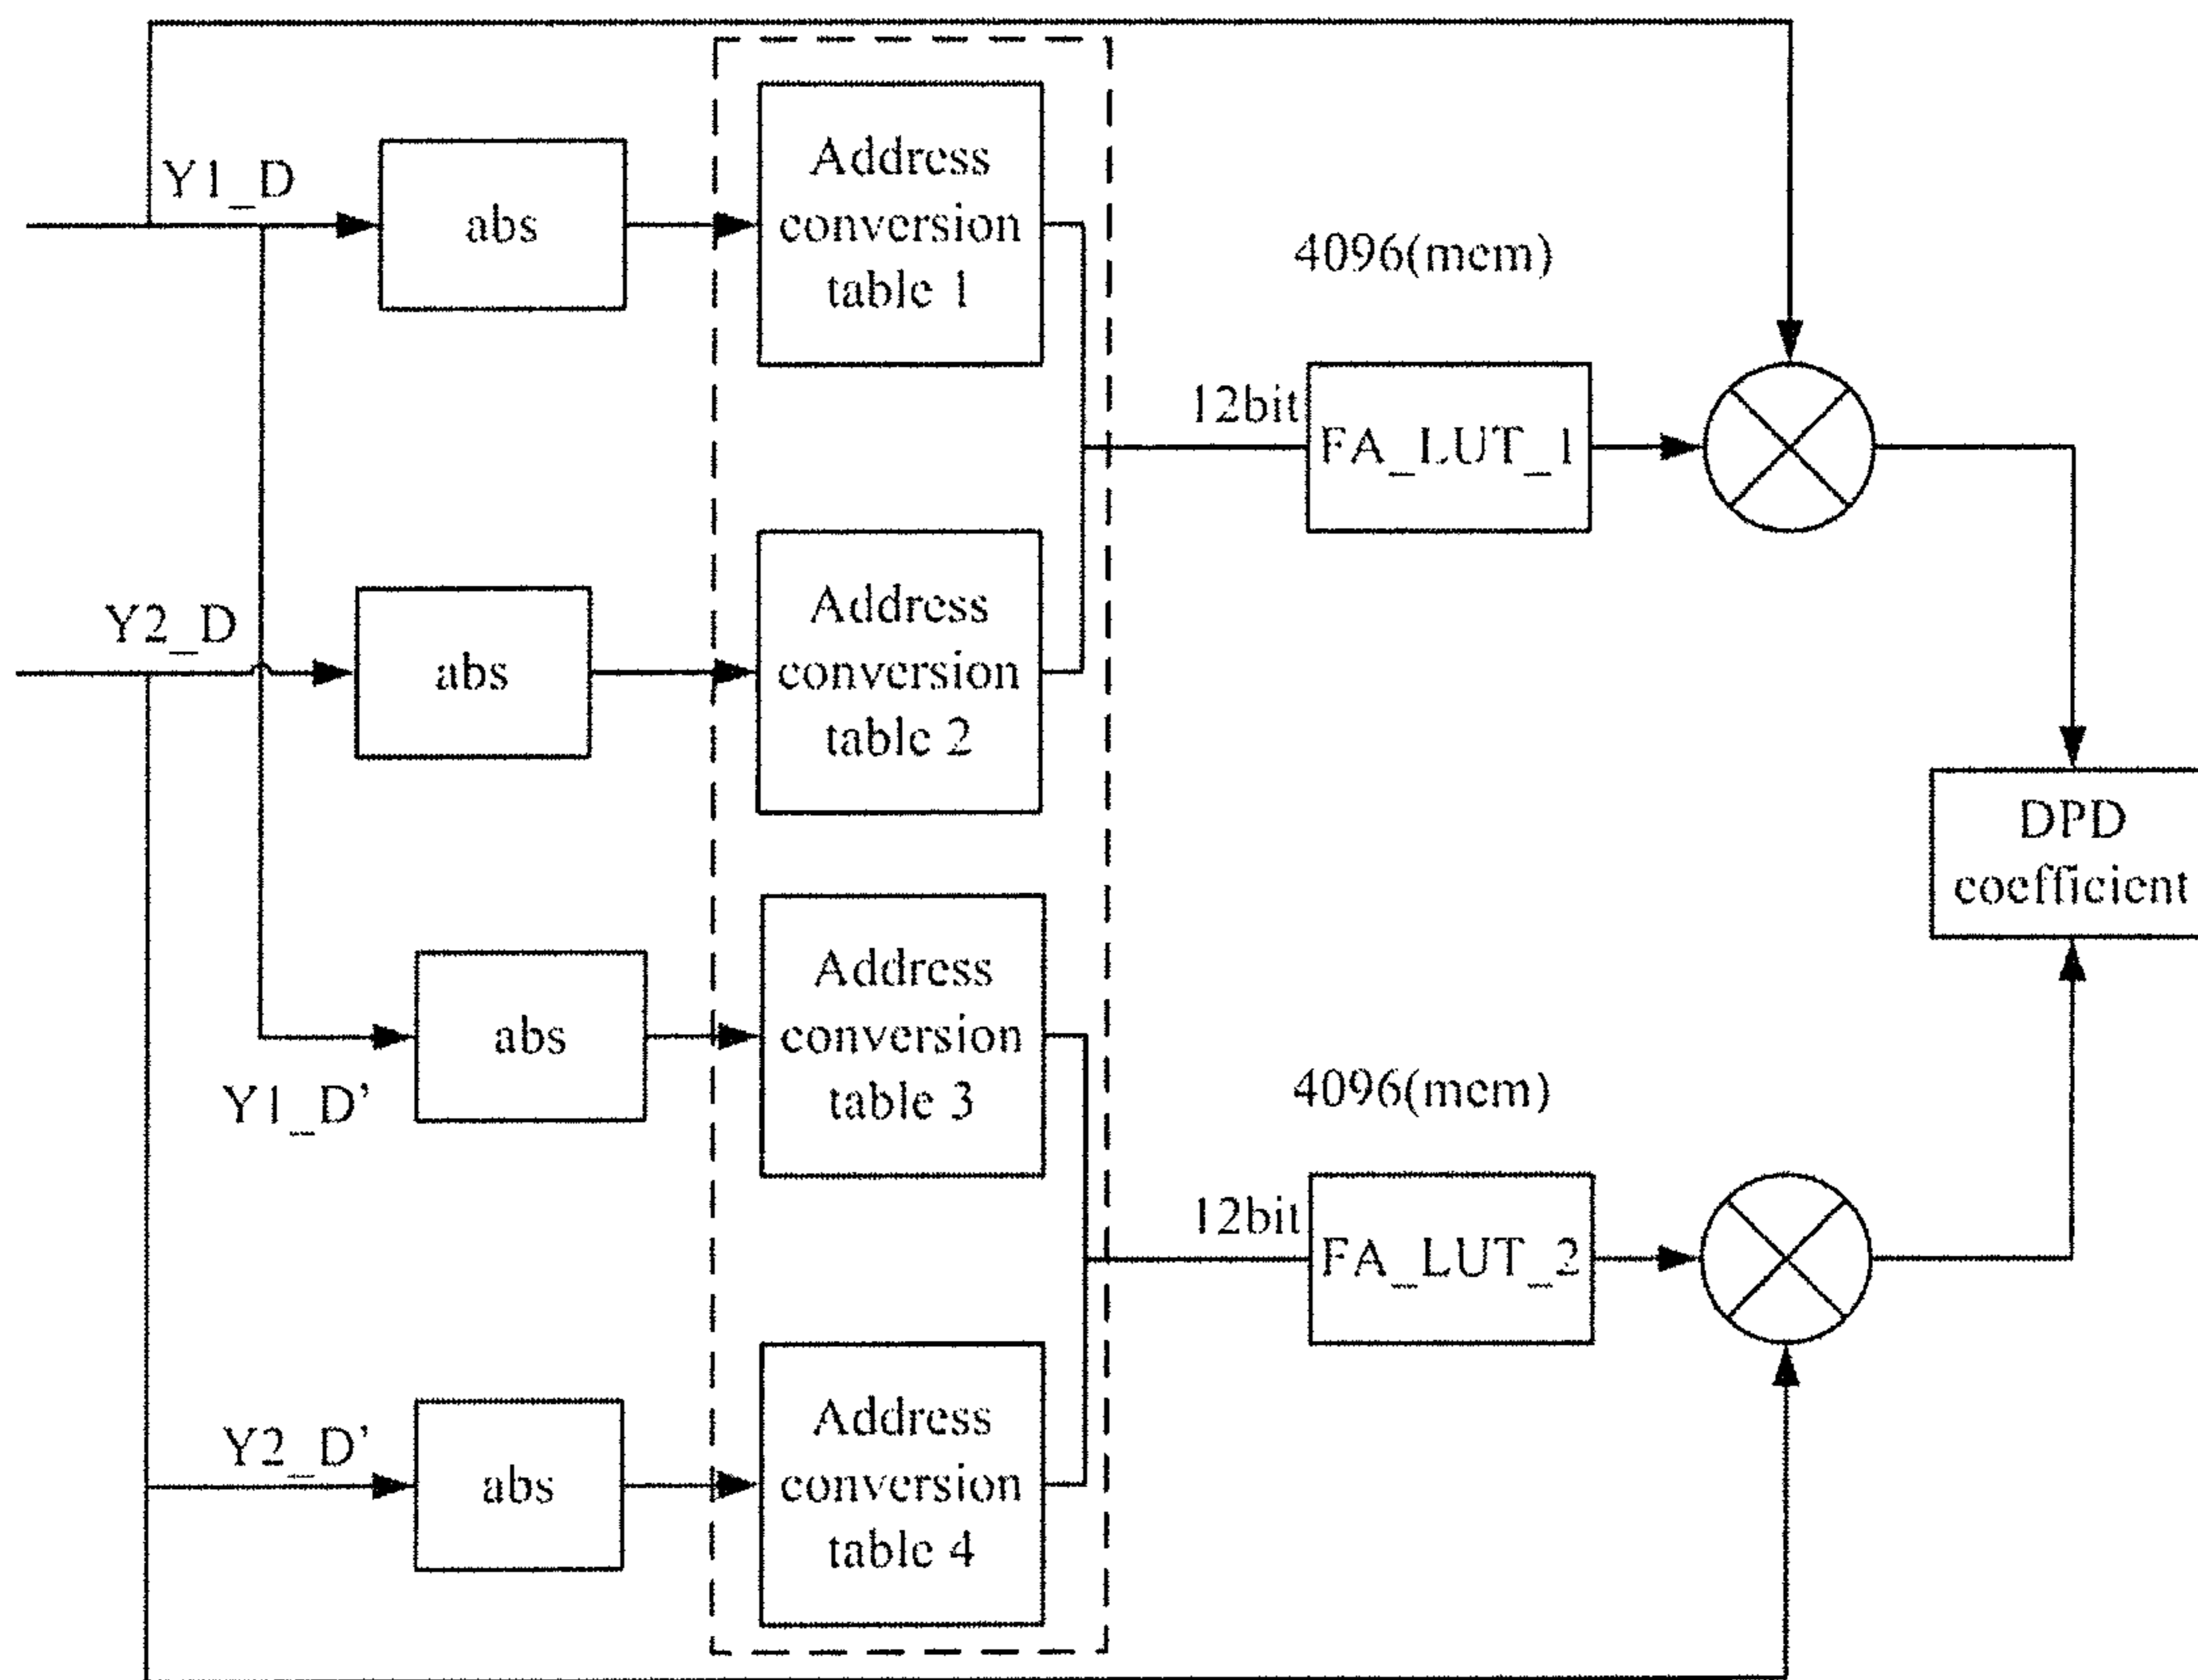 Y1_D
abs
Address
conversion
table 1
4096(mem)
12bit
FA_LUT_1
Y2_D
abs
Address
conversion
table 2
DPD
coefficient
Y1_D'
abs
Address
conversion
table 3
4096(mem)
12bit
FA_LUT_2
Y2_D'
abs
Address
conversion
table 4